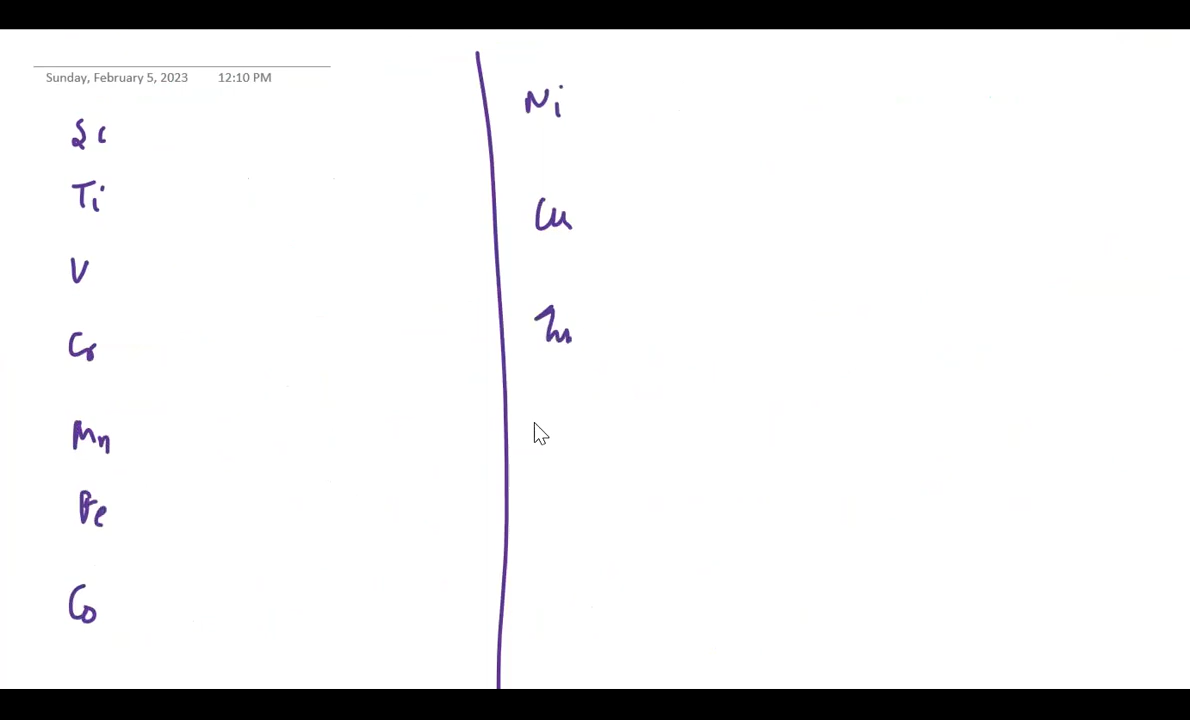 Sunday, February 5, 2023 12:10 PM
Sc
Ti
V
Cr
Mn
Fe
Co
Ni
Cu
Zn